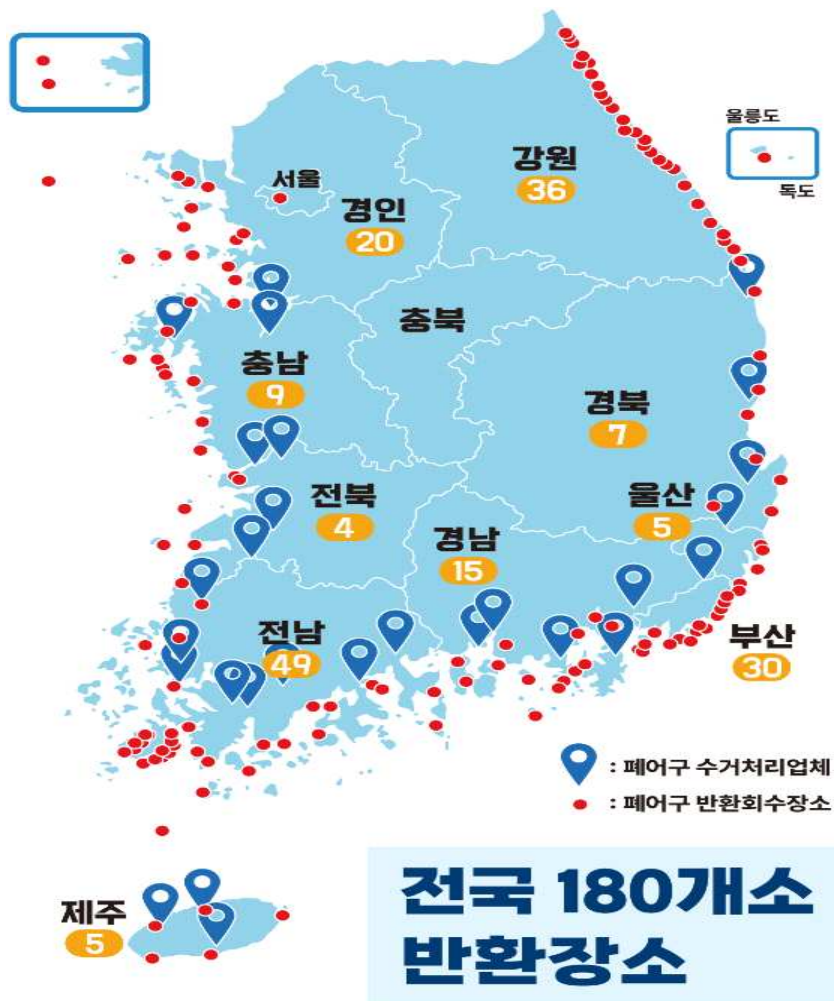 울릉도
독도
강원
36
서울
경인
20
충북
충남
9
경북
7
전북
4
울산
5
경남
15
전남
49
부산
30
: 폐어구 수거처리업체
: 폐어구 반환회수장소
제주
5
전국 180개소
반환장소